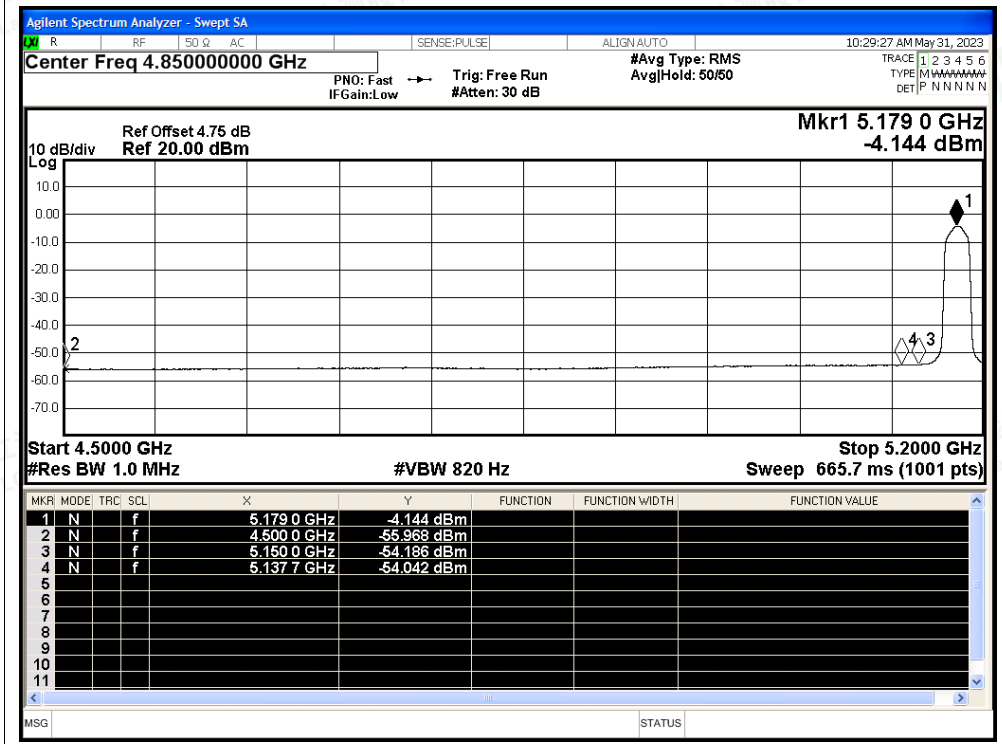 Agilent Spectrum Analyzer - Swept SA
LXI R RF 50 Ω AC SENSE:PULSE ALIGNAUTO 10:29:27 AM May 31, 2023
Center Freq 4.850000000 GHz #Avg Type: RMS TRACE 1 2 3 4 5 6
PNO: Fast Trig: Free Run Avg|Hold: 50/50 TYPE M WWWWW
IFGain:Low #Atten: 30 dB DET P N N N N N
Mkr1 5.179 0 GHz
Ref Offset 4.75 dB
10 dB/div Ref 20.00 dBm -4.144 dBm
Log
10.0
0.00
1
-10.0
-20.0
-30.0
-40.0
2 4 3
-50.0
-60.0
-70.0
Start 4.5000 GHz Stop 5.2000 GHz
#Res BW 1.0 MHz #VBW 820 Hz Sweep 665.7 ms (1001 pts)
MKR MODE TRC SCL X Y FUNCTION FUNCTION WIDTH FUNCTION VALUE
1 N f 5.179 0 GHz -4.144 dBm
2 N f 4.500 0 GHz -55.968 dBm
3 N f 5.150 0 GHz -54.186 dBm
4 N f 5.137 7 GHz -54.042 dBm
5
6
7
8
9
10
11
MSG STATUS